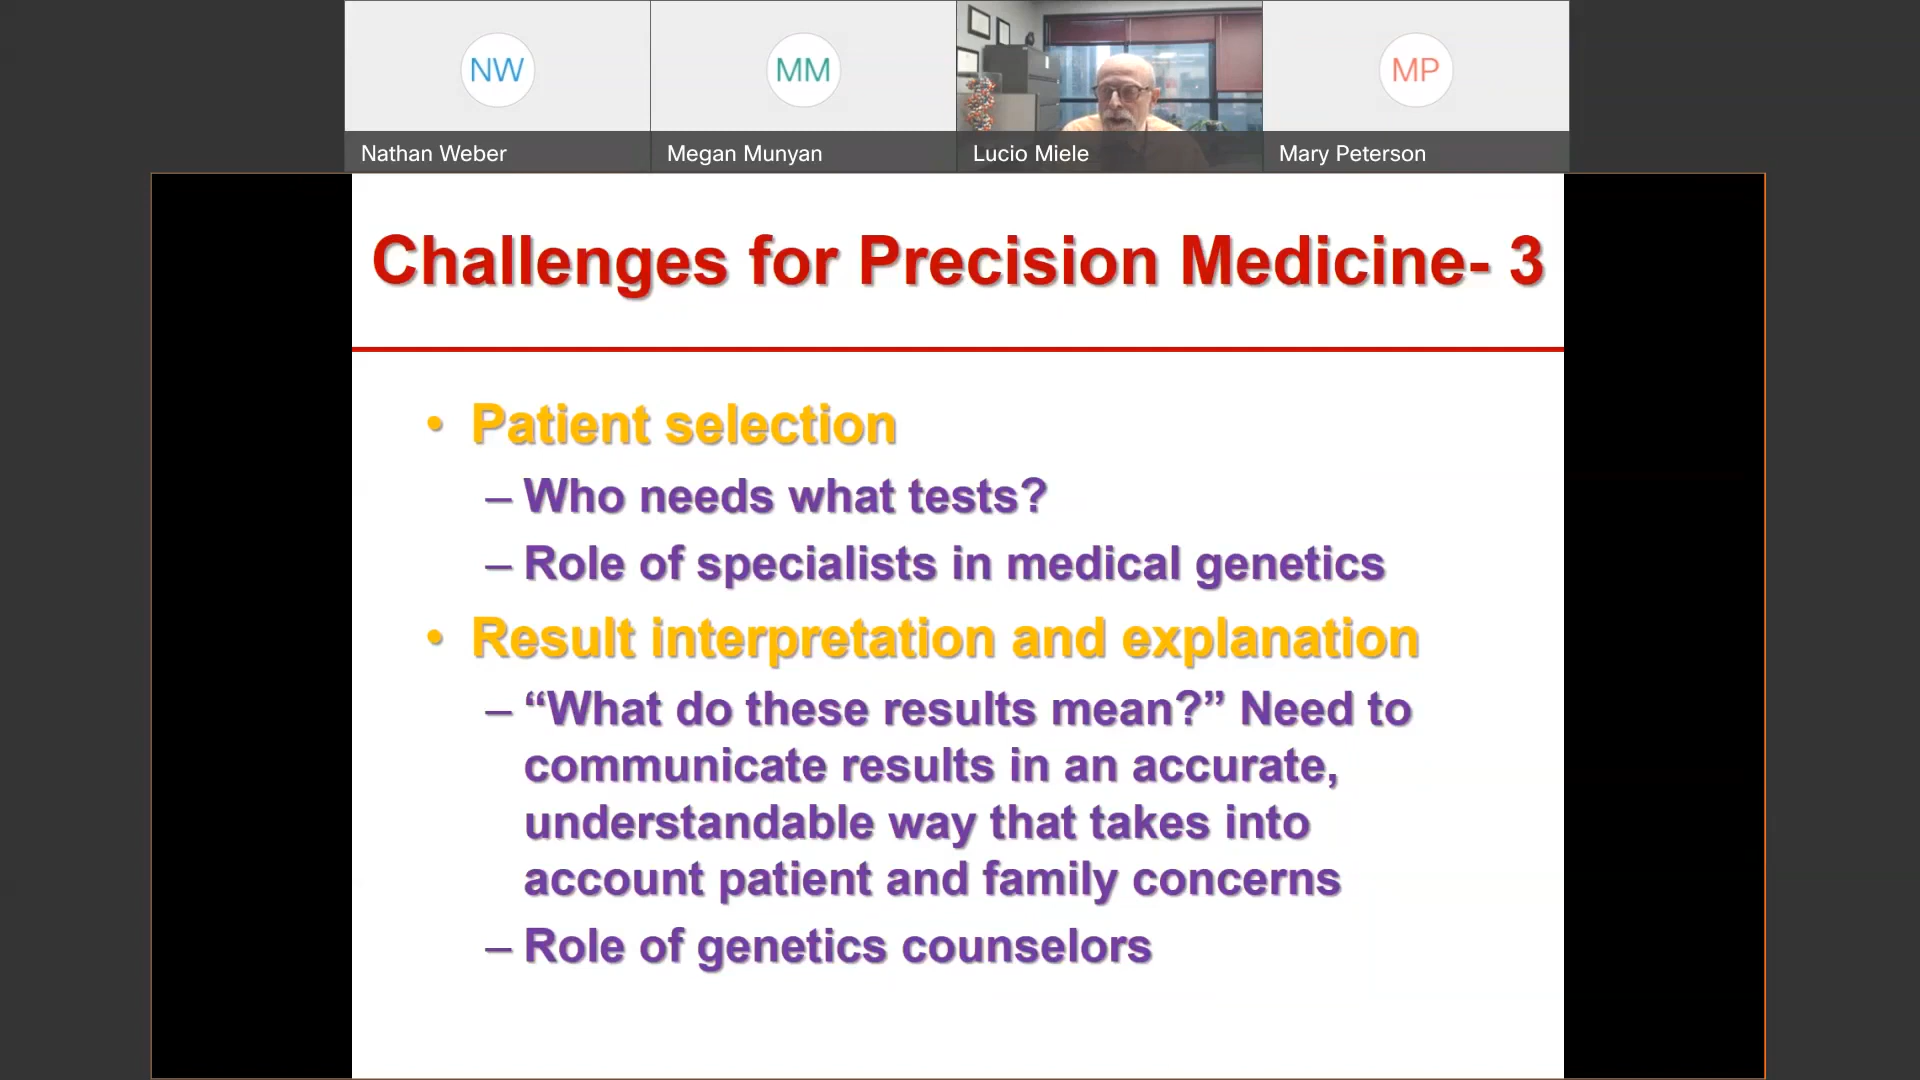 NW
MM
MP
Nathan Weber
Megan Munyan
Lucio Miele
Mary Peterson
Challenges for Precision Medicine- 3
• Patient selection
– Who needs what tests?
– Role of specialists in medical genetics
• Result interpretation and explanation
– “What do these results mean?” Need to
communicate results in an accurate,
understandable way that takes into
account patient and family concerns
– Role of genetics counselors